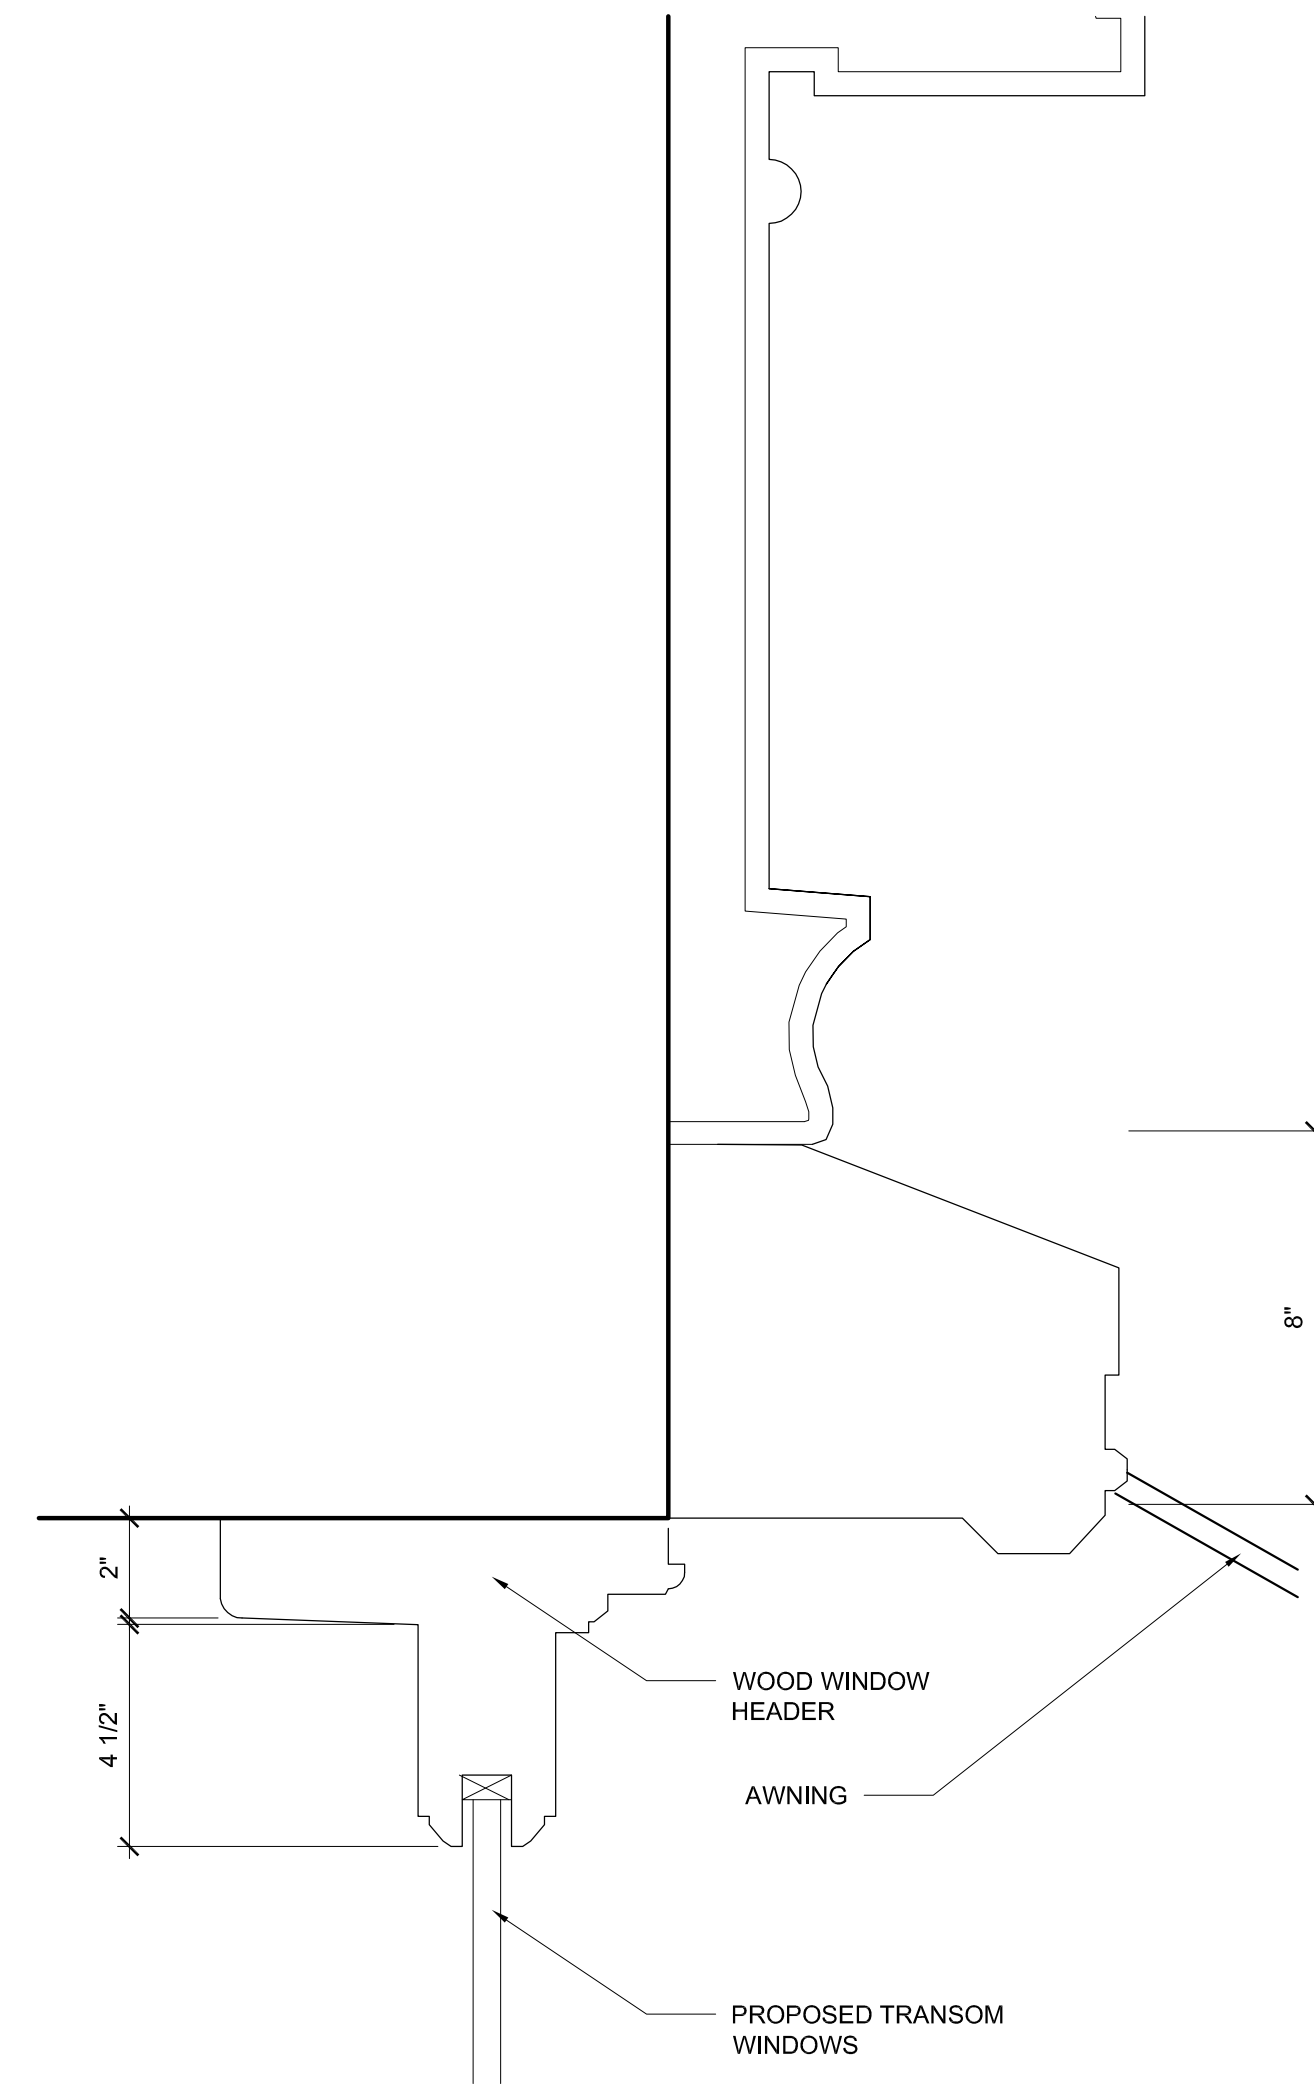 8"
2"
4 1/2"
WOOD WINDOW
HEADER
AWNING
PROPOSED TRANSOM
WINDOWS